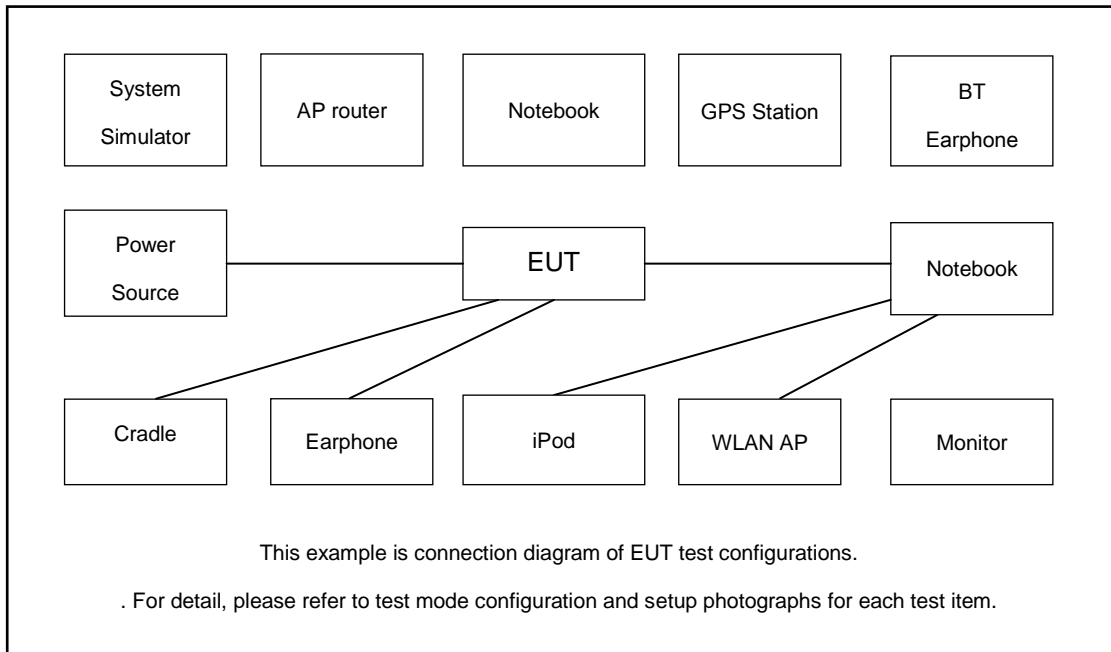 System
Simulator
AP router
Notebook
GPS Station
BT
Earphone
Power
Source
EUT
Notebook
Cradle
Earphone
iPod
WLAN AP
Monitor
This example is connection diagram of EUT test configurations.
. For detail, please refer to test mode configuration and setup photographs for each test item.